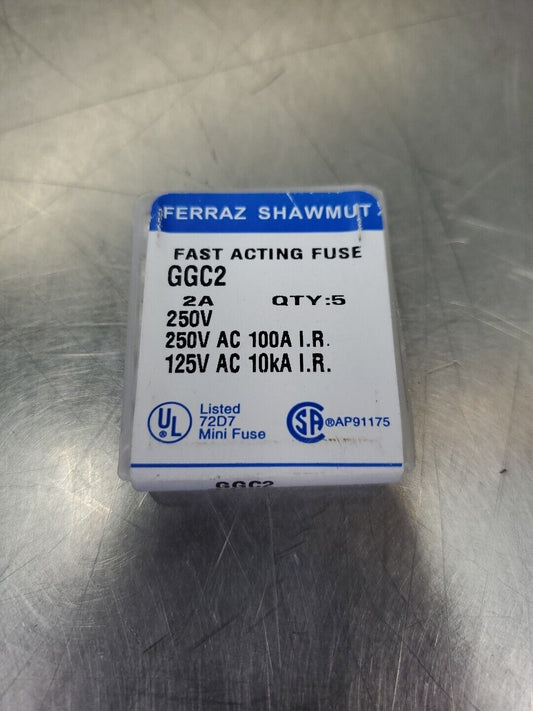 FERRAZ SHAWMUT
FAST ACTING FUSE
GGC2
2A QTY:5
250V
250V AC 100A I.R.
125V AC 10kA I.R.
UL
®
Listed
72D7
Mini Fuse
SA ®AP91175
GGC2